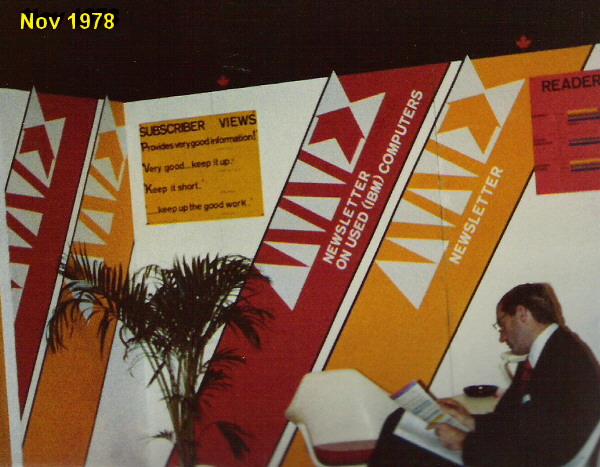 Nov 1978
SUBSCRIBER VIEWS
'Provides very good information!'
'Very good...keep it up.'
'Keep it short.'
'....keep up the good work.'
NEWSLETTER
ON USED (IBM) COMPUTERS
NEWSLETTER
READER